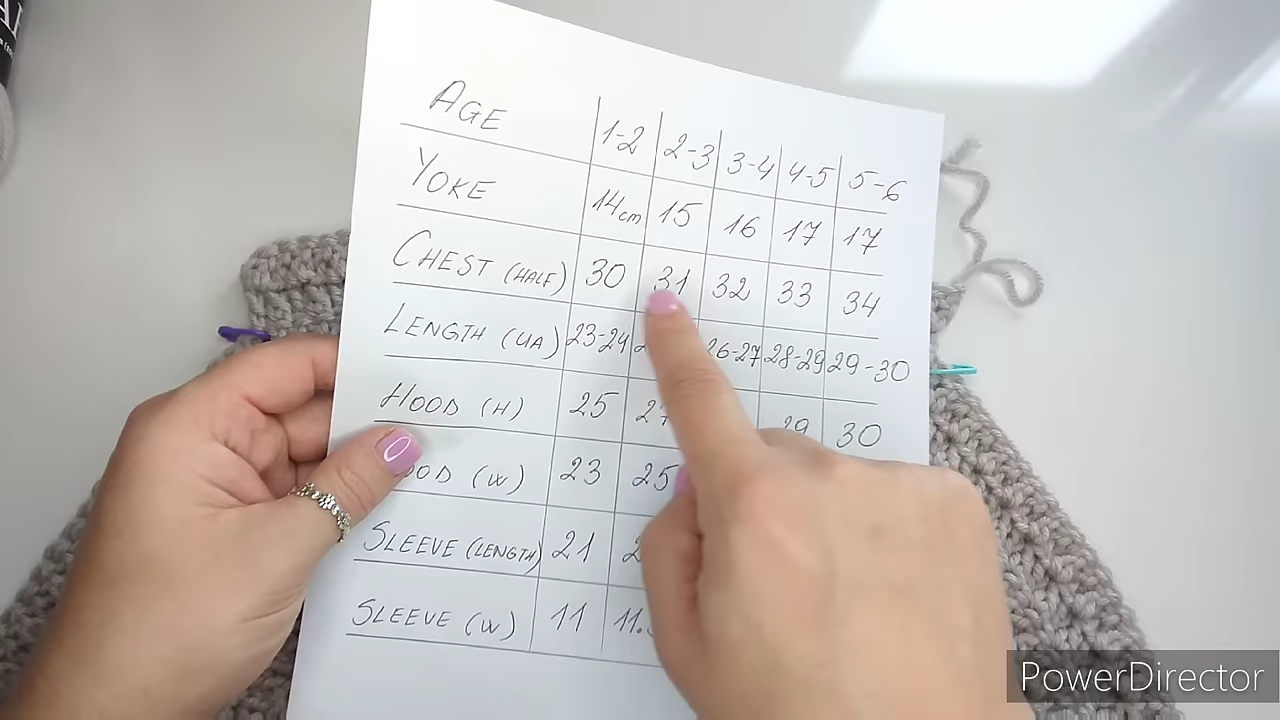 AGE 1-2 2-3 3-4 4-5 5-6
YOKE 14cm 15 16 17 17
CHEST (HALF) 30 31 32 33 34
LENGTH (UA) 23-24 26-27 28-29 29-30
HOOD (H) 25 27 29 30
HOOD (W) 23 25
SLEEVE (LENGTH) 21
SLEEVE (W) 11
PowerDirector